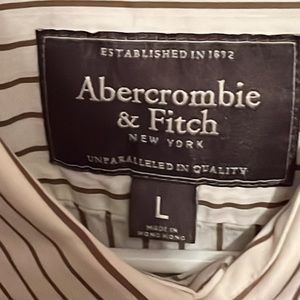 ESTABLISHED IN 1892
Abercrombie
& Fitch
NEW YORK
UNPARALLELED IN QUALITY
L
MADE IN
HONG KONG